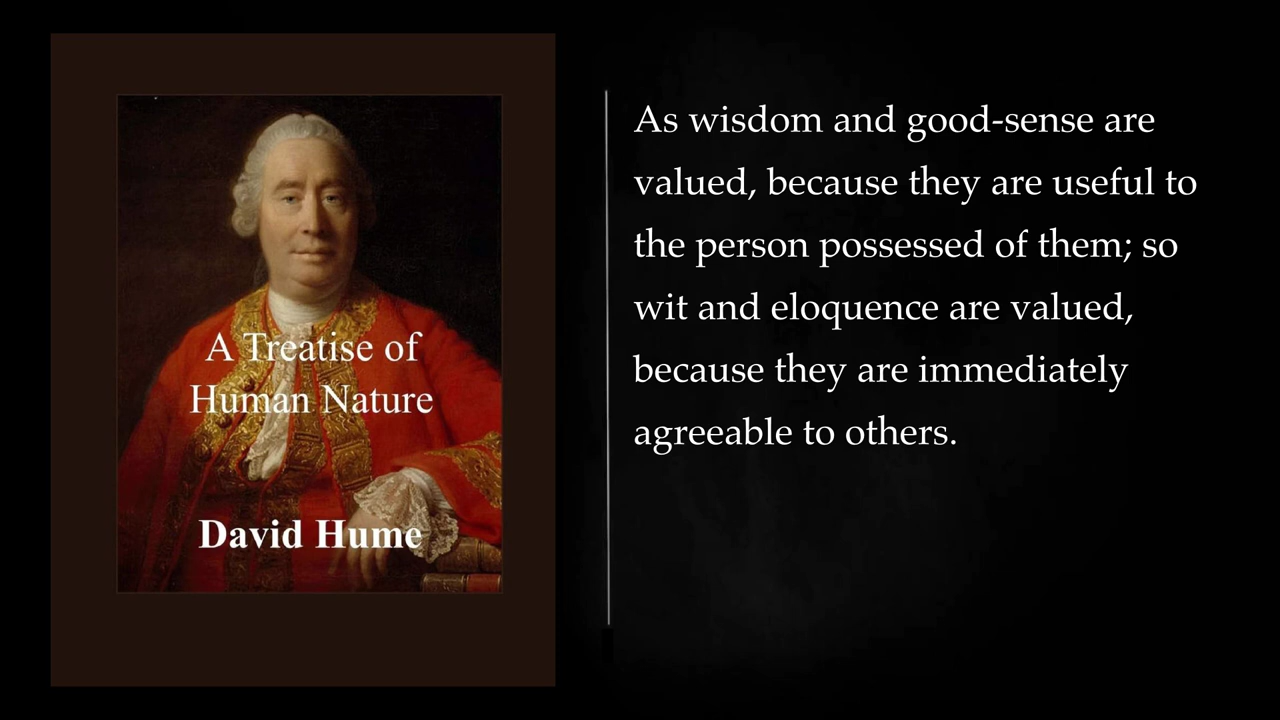 A Treatise of
Human Nature
David Hume
As wisdom and good-sense are
valued, because they are useful to
the person possessed of them; so
wit and eloquence are valued,
because they are immediately
agreeable to others.